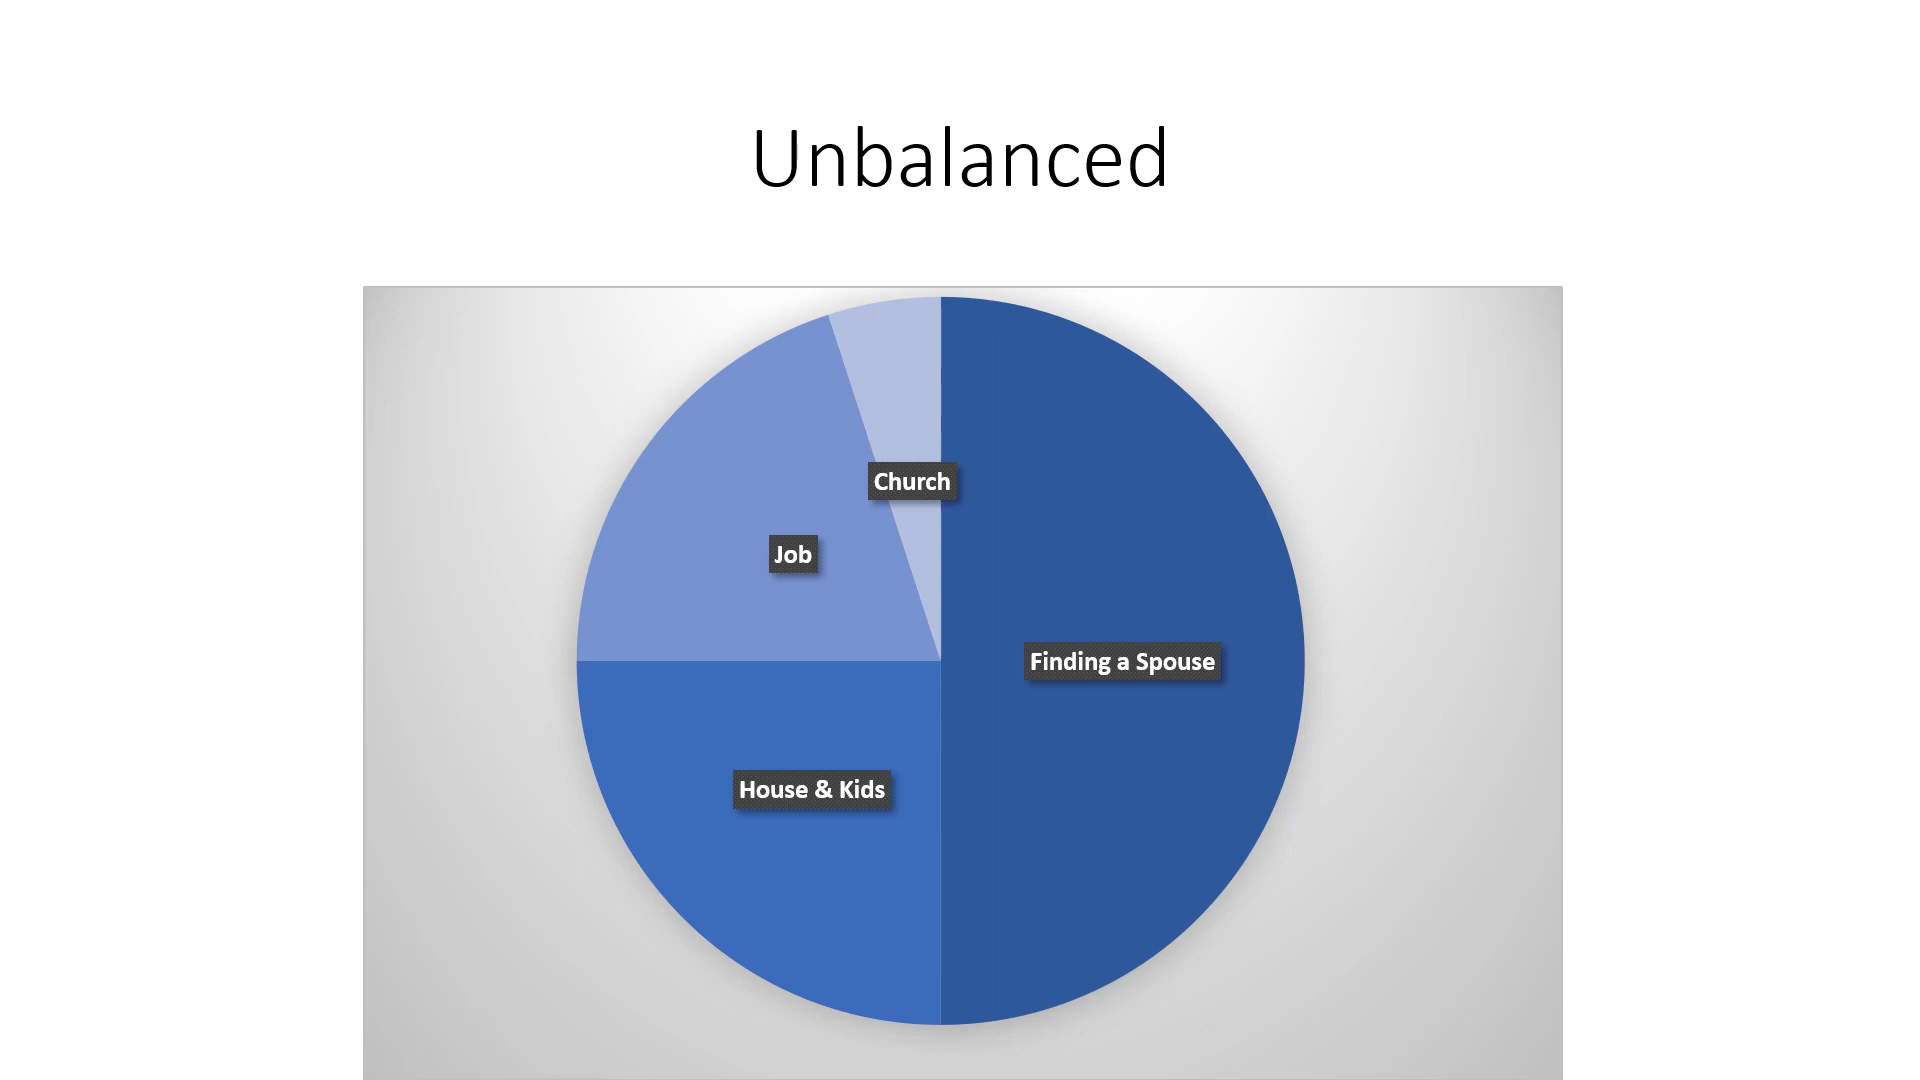 Unbalanced
Church
Job
Finding a Spouse
House & Kids